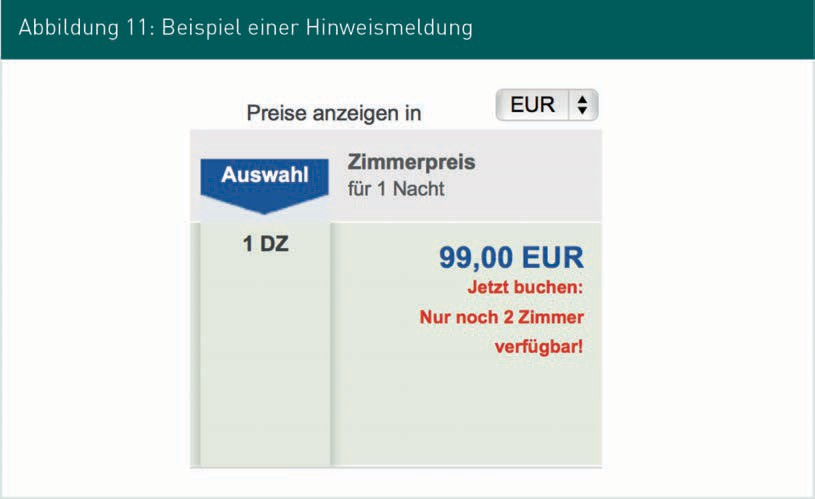 Abbildung 11: Beispiel einer Hinweismeldung
Preise anzeigen in
EUR
Auswahl
Zimmerpreis
für 1 Nacht
1 DZ
99,00 EUR
Jetzt buchen:
Nur noch 2 Zimmer
verfügbar!